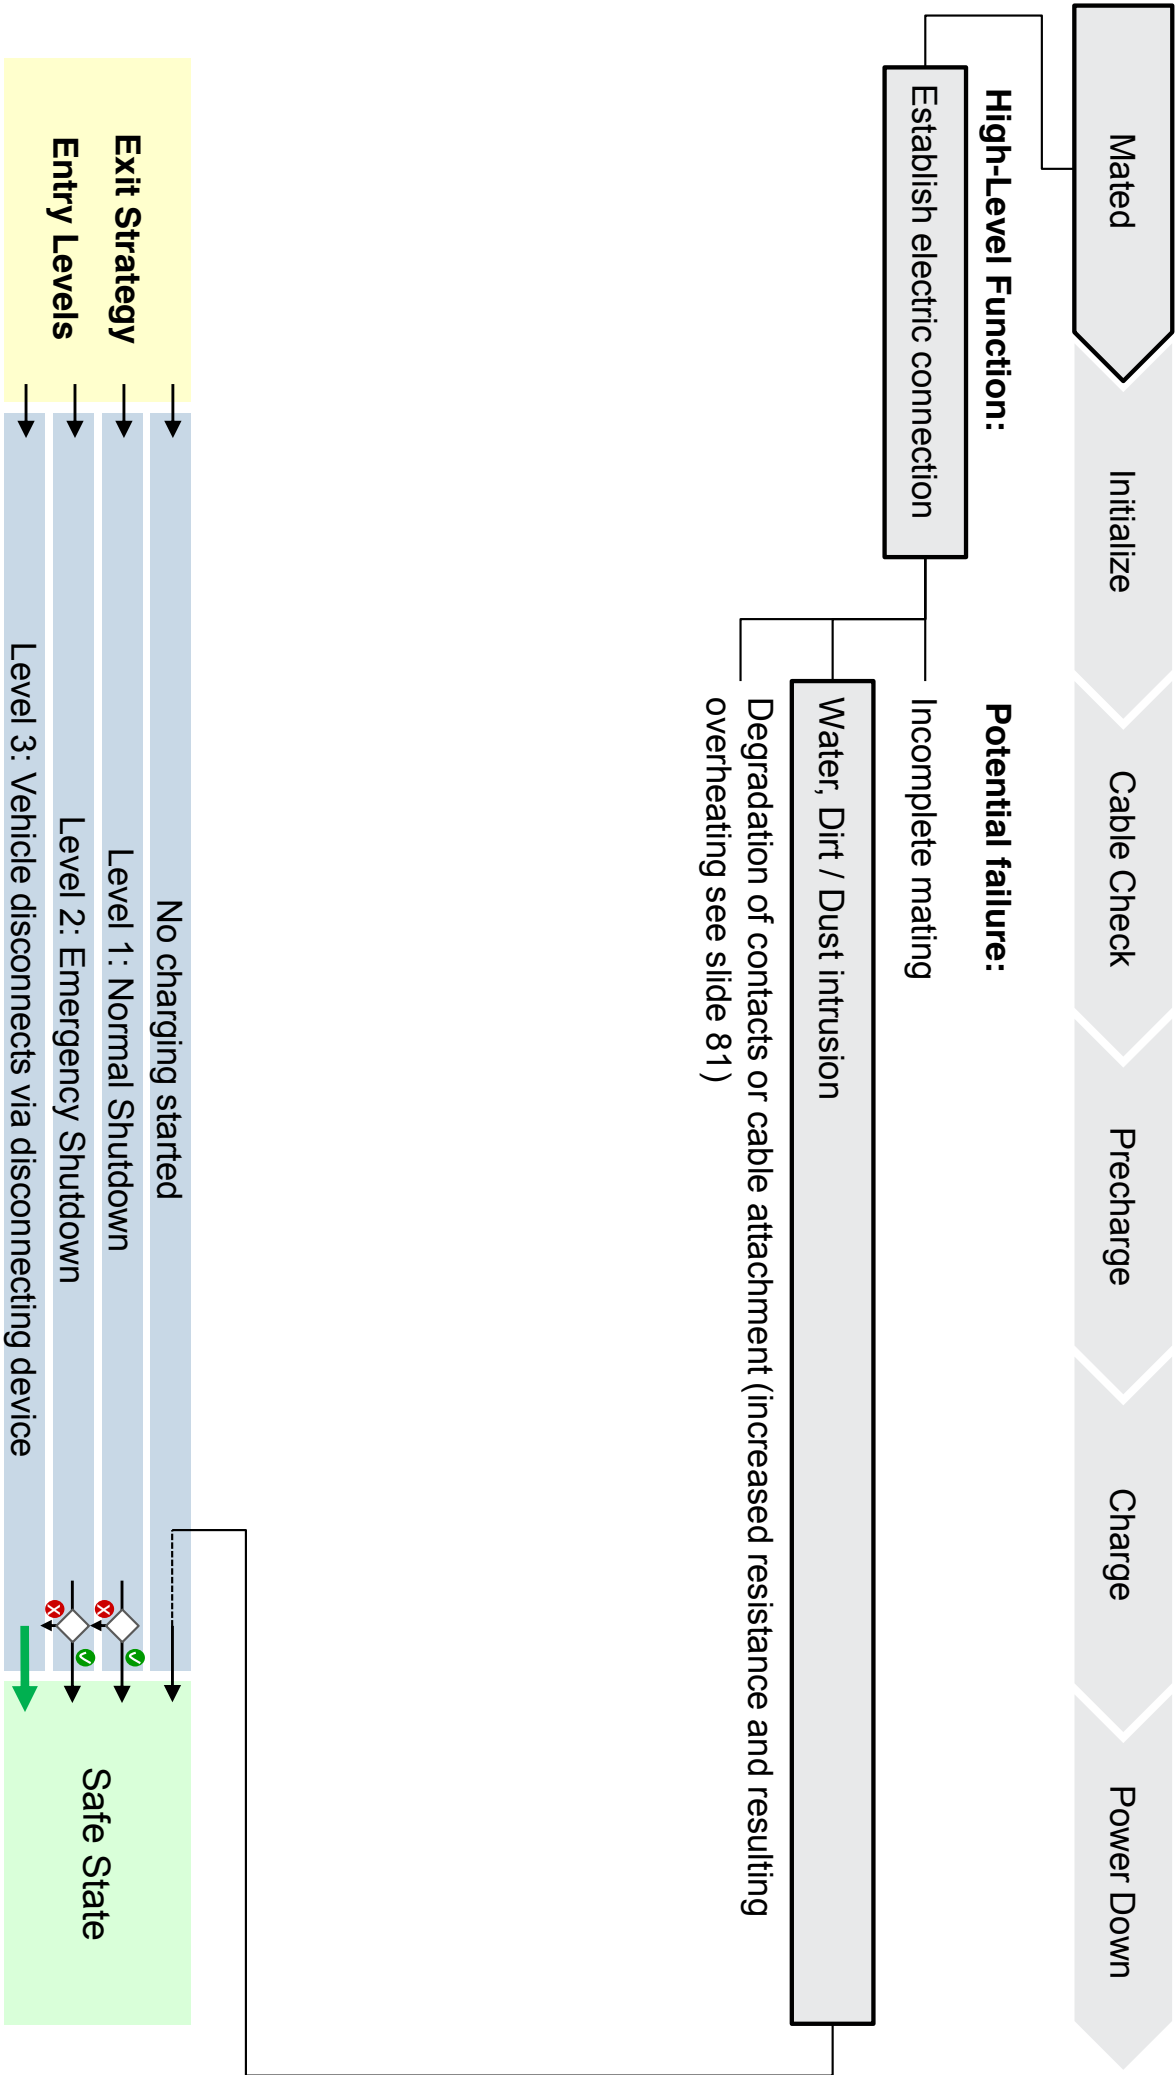 Mated
Initialize
Cable Check
Precharge
Charge
Power Down
High-Level Function:
Potential failure:
Establish electric connection
Incomplete mating
Water, Dirt / Dust intrusion
Degradation of contacts or cable attachment (increased resistance and resulting
overheating see slide 81)
Exit Strategy
Entry Levels
No charging started
Level 1: Normal Shutdown
Level 2: Emergency Shutdown
Level 3: Vehicle disconnects via disconnecting device
Safe State